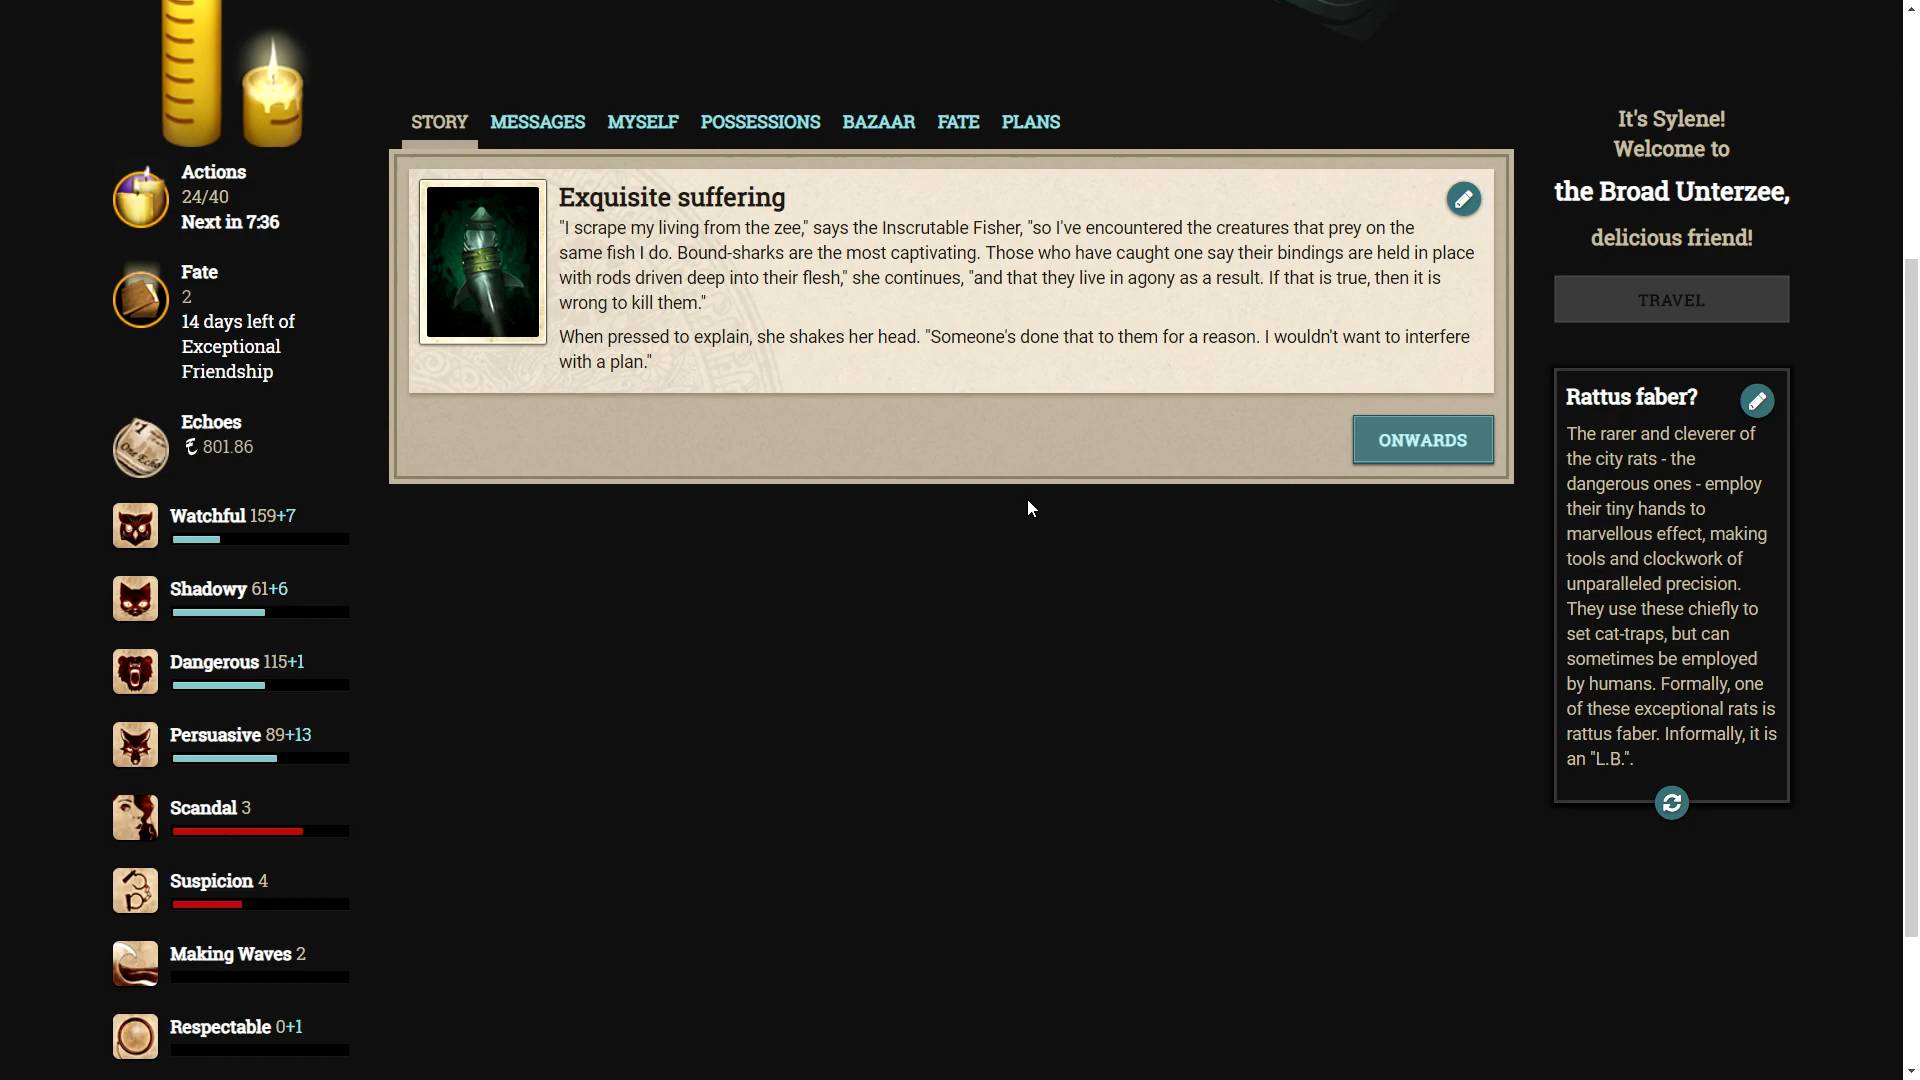 Actions
24/40
Next in 7:36
Fate
2
14 days left of
Exceptional
Friendship
Echoes
801.86
Watchful 159+7
Shadowy 61+6
Dangerous 115+1
Persuasive 89+13
Scandal 3
Suspicion 4
Making Waves 2
Respectable 0+1
STORY MESSAGES MYSELF POSSESSIONS BAZAAR FATE PLANS
Exquisite suffering
"I scrape my living from the zee," says the Inscrutable Fisher, "so I've encountered the creatures that prey on the
same fish I do. Bound-sharks are the most captivating. Those who have caught one say their bindings are held in place
with rods driven deep into their flesh," she continues, "and that they live in agony as a result. If that is true, then it is
wrong to kill them."
When pressed to explain, she shakes her head. "Someone's done that to them for a reason. I wouldn't want to interfere
with a plan."
ONWARDS
It's Sylene!
Welcome to
the Broad Unterzee,
delicious friend!
TRAVEL
Rattus faber?
The rarer and cleverer of
the city rats - the
dangerous ones - employ
their tiny hands to
marvellous effect, making
tools and clockwork of
unparalleled precision.
They use these chiefly to
set cat-traps, but can
sometimes be employed
by humans. Formally, one
of these exceptional rats is
rattus faber. Informally, it is
an "L.B.".